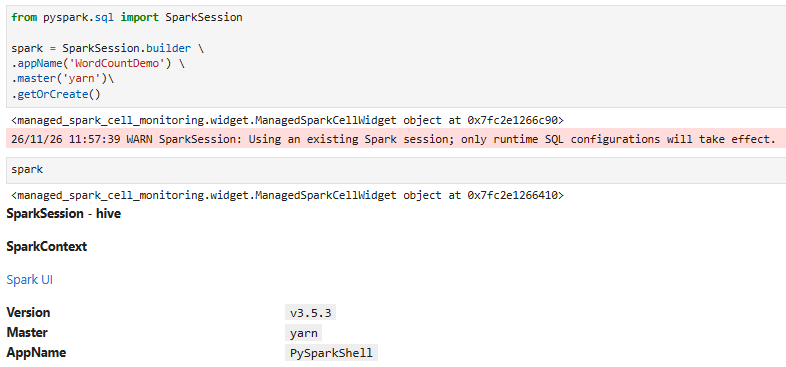 from pyspark.sql import SparkSession
spark = SparkSession.builder \
.appName('WordCountDemo') \
.master('yarn')\
.getOrCreate()
<managed_spark_cell_monitoring.widget.ManagedSparkCellWidget object at 0x7fc2e1266c90>
26/11/26 11:57:39 WARN SparkSession: Using an existing Spark session; only runtime SQL configurations will take effect.
spark
<managed_spark_cell_monitoring.widget.ManagedSparkCellWidget object at 0x7fc2e1266410>
SparkSession - hive
SparkContext
Spark UI
Version v3.5.3
Master yarn
AppName PySparkShell